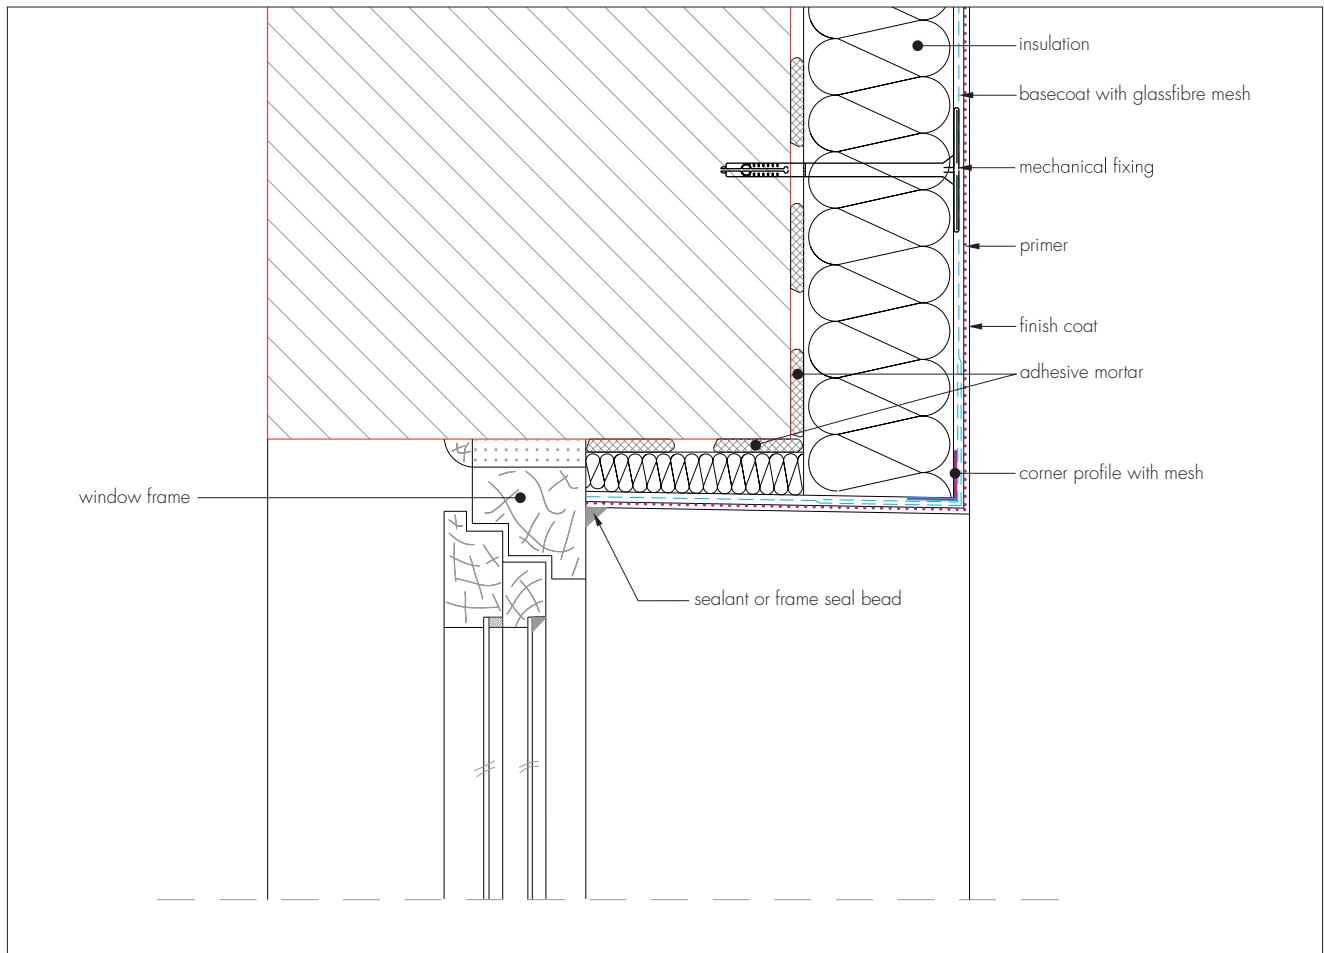 insulation
basecoat with glassfibre mesh
mechanical fixing
primer
finish coat
adhesive mortar
corner profile with mesh
window frame
sealant or frame seal bead